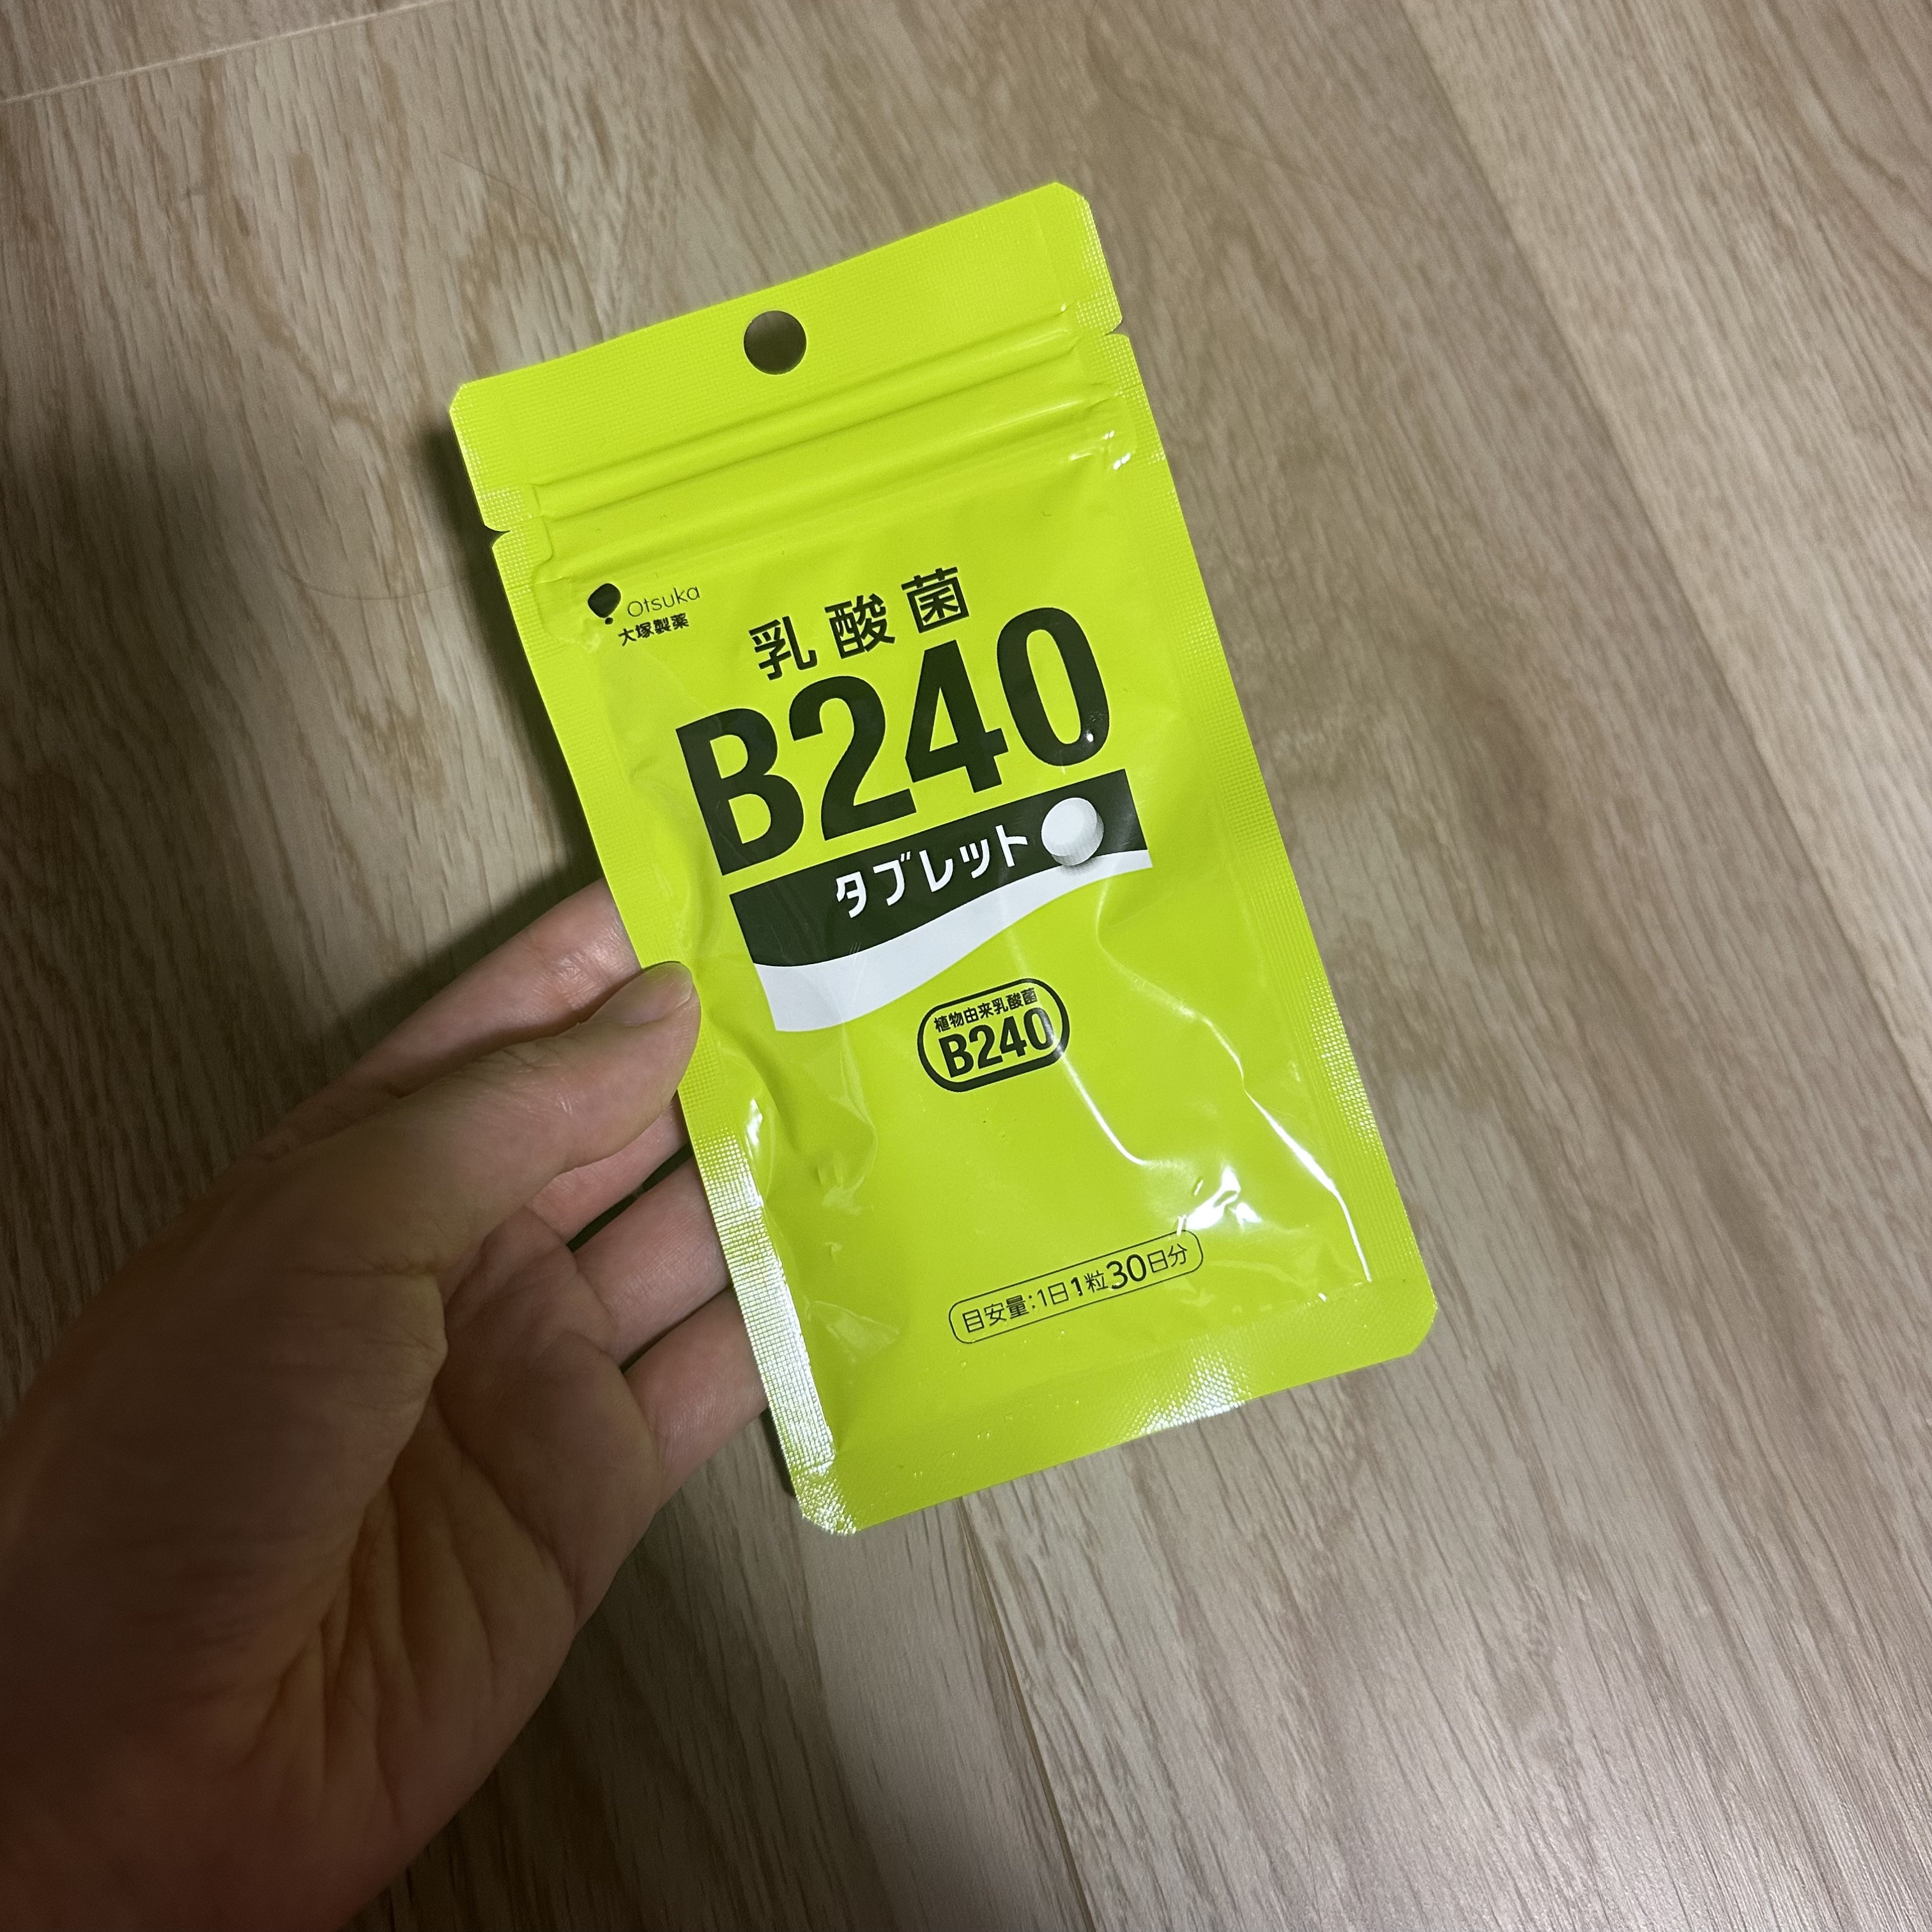 Otsuka
大塚製薬
乳酸菌
B240
タブレット
植物由来乳酸菌
B240
目安量:1日1粒30日分